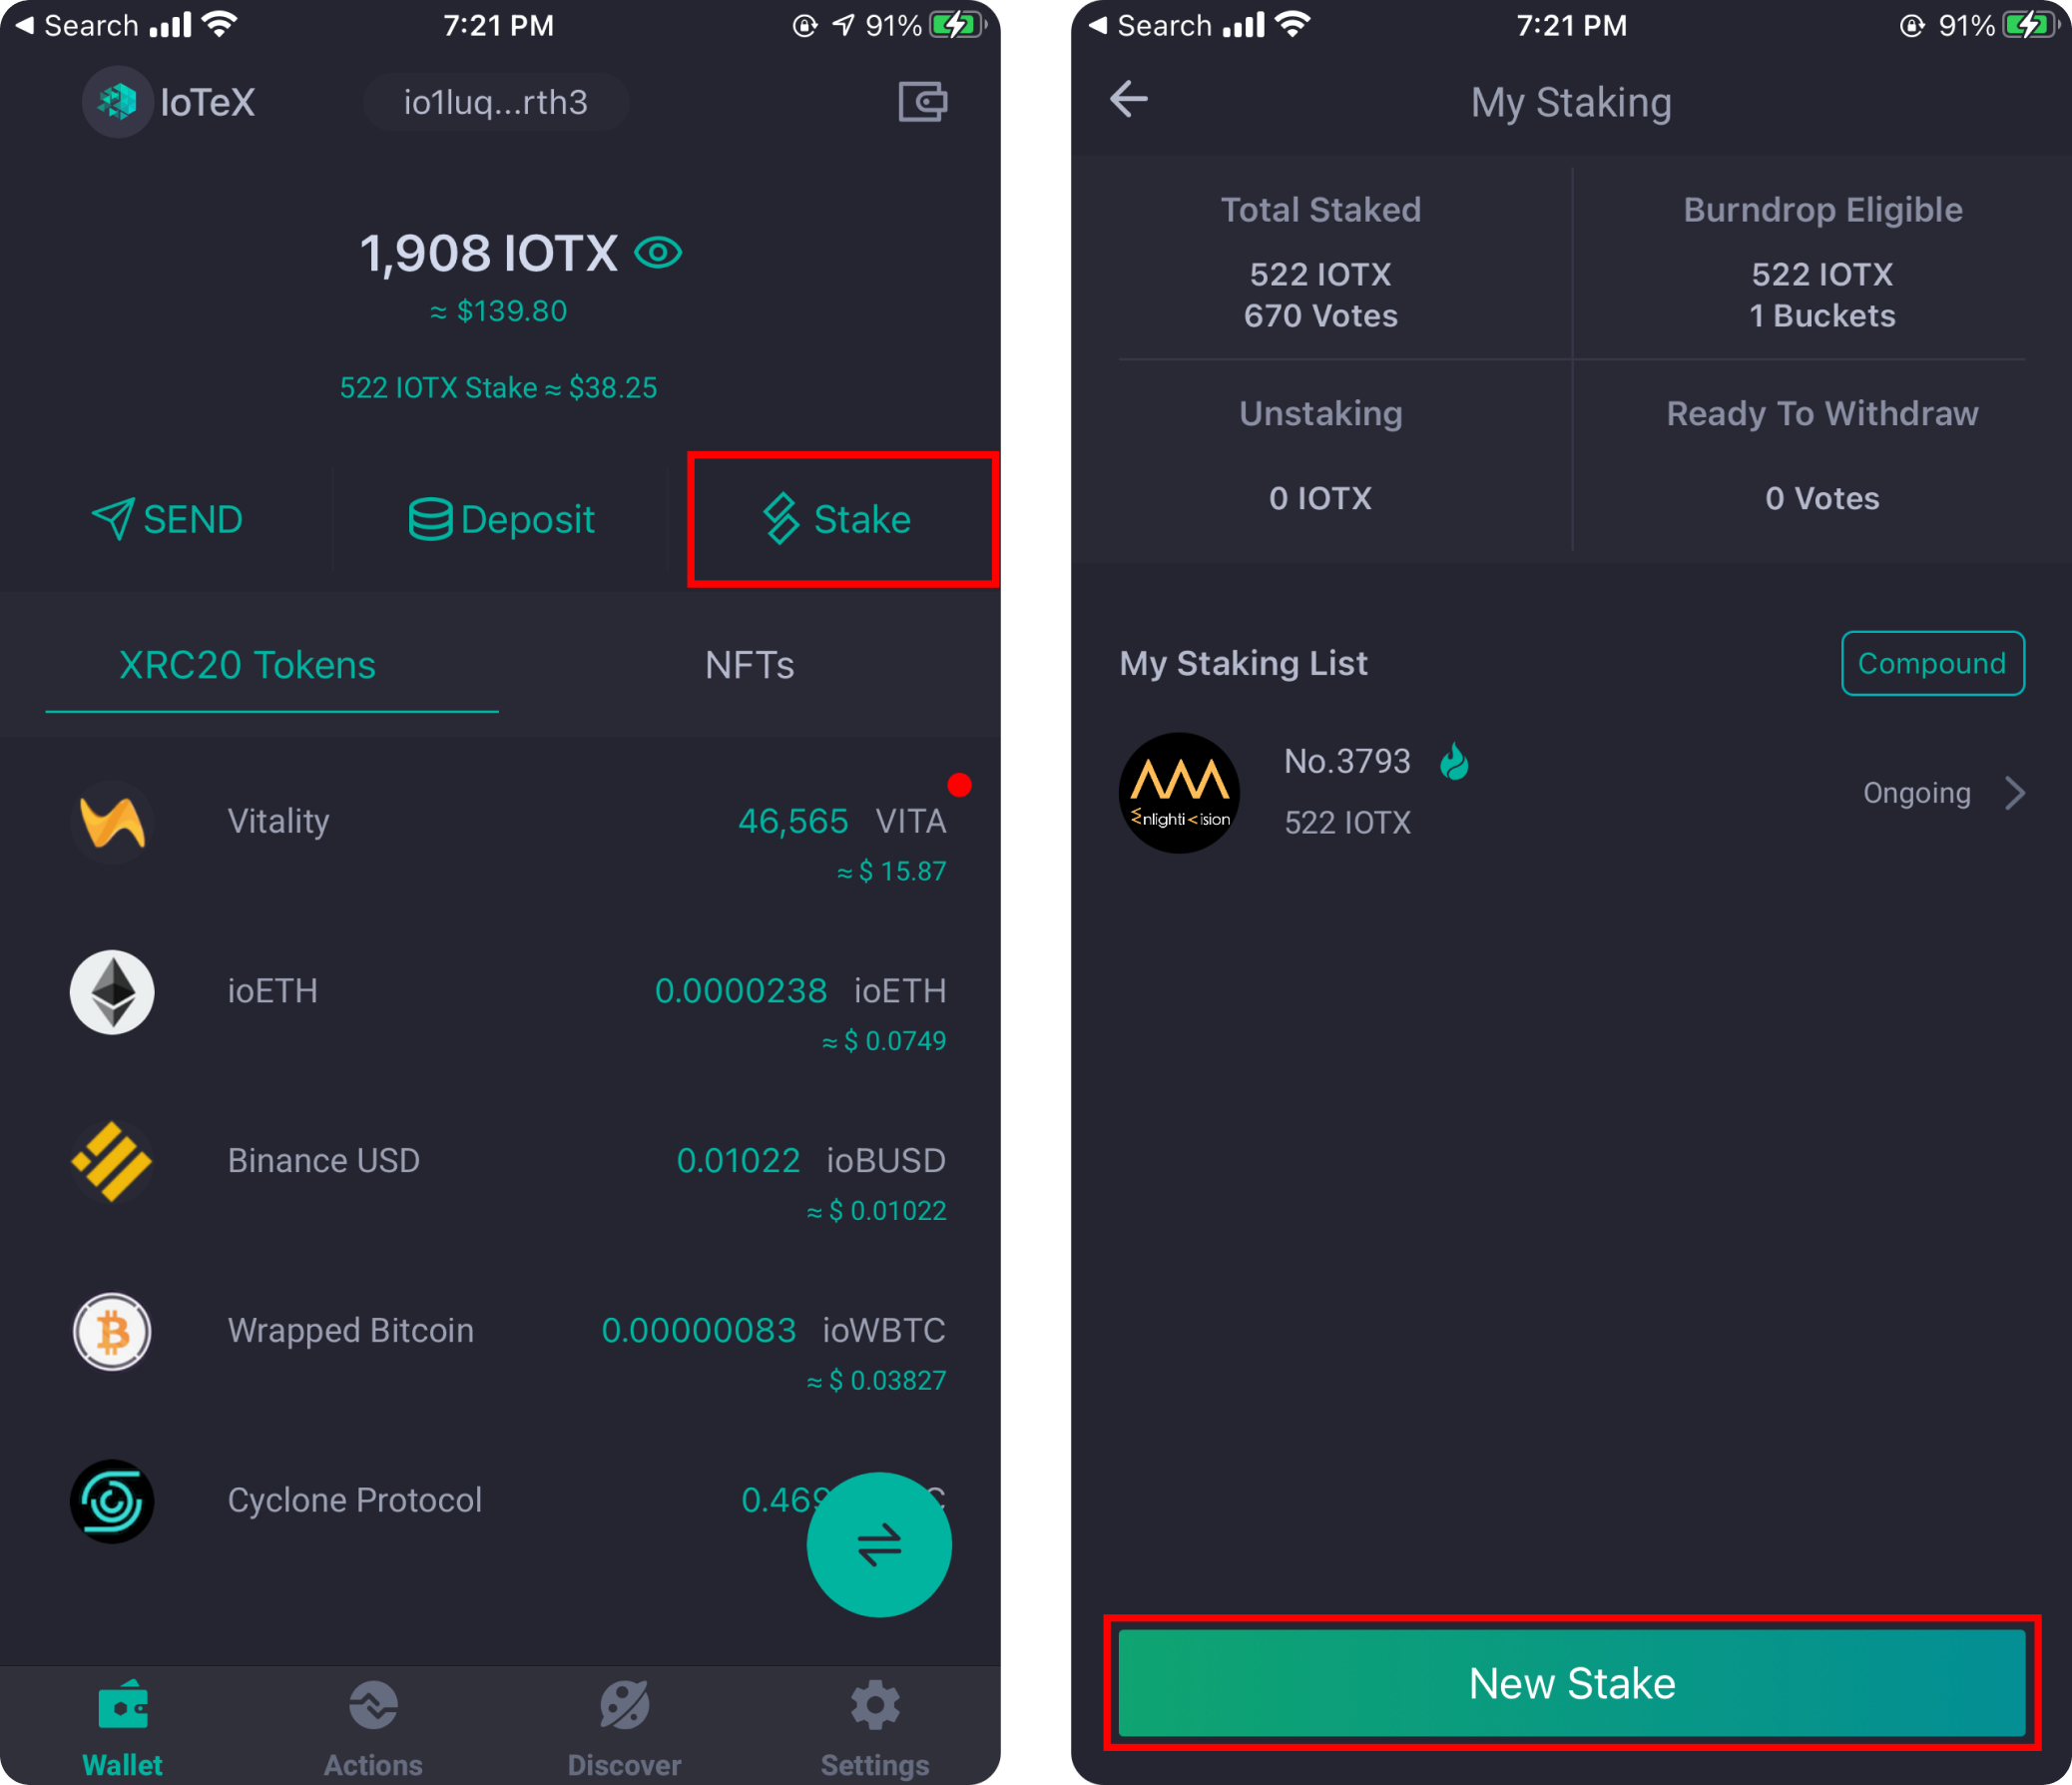 Search
7:21 PM
91%
IoTeX
io1luq...rth3
1,908 IOTX
≈ $139.80
522 IOTX Stake ≈ $38.25
SEND
Deposit
Stake
XRC20 Tokens
NFTs
Vitality
46,565 VITA
≈ $ 15.87
ioETH
0.0000238 ioETH
≈ $ 0.0749
Binance USD
0.01022 ioBUSD
≈ $ 0.01022
Wrapped Bitcoin
0.00000083 ioWBTC
≈ $ 0.03827
Cyclone Protocol
0.469
C
Wallet
Actions
Discover
Settings
Search
7:21 PM
91%
My Staking
Total Staked
522 IOTX
670 Votes
Burndrop Eligible
522 IOTX
1 Buckets
Unstaking
0 IOTX
Ready To Withdraw
0 Votes
My Staking List
Compound
Ξnlighti<ision
No.3793
522 IOTX
Ongoing
New Stake